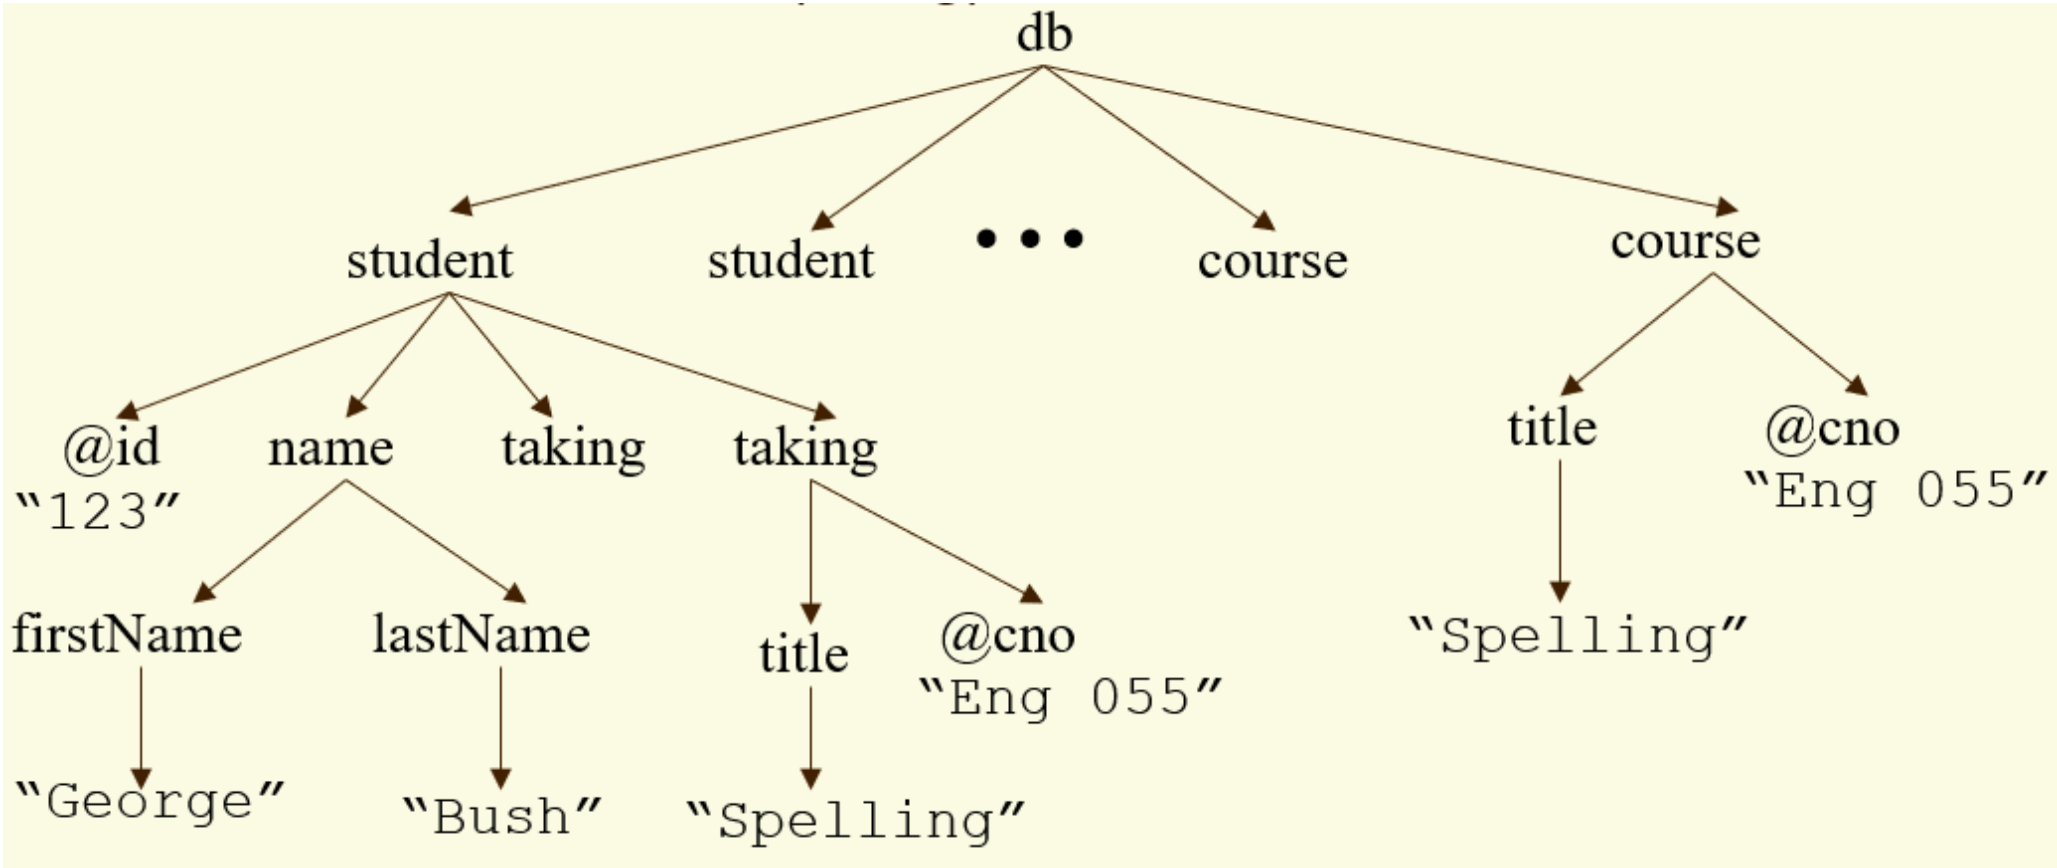 db
student student • • • course course
@id name taking taking title @cno
“123” “Eng 055”
firstName lastName title @cno “Spelling”
“Eng 055”
“George” “Bush” “Spelling”